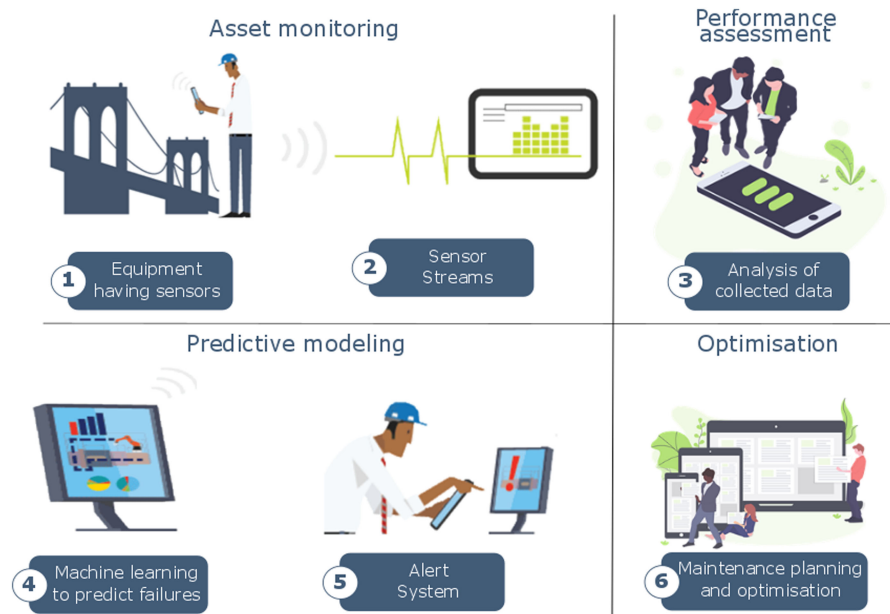 Asset monitoring
Performance
assessment
1
Equipment
having sensors
2
Sensor
Streams
3
Analysis of
collected data
Predictive modeling
Optimisation
4
Machine learning
to predict failures
5
Alert
System
6
Maintenance planning
and optimisation